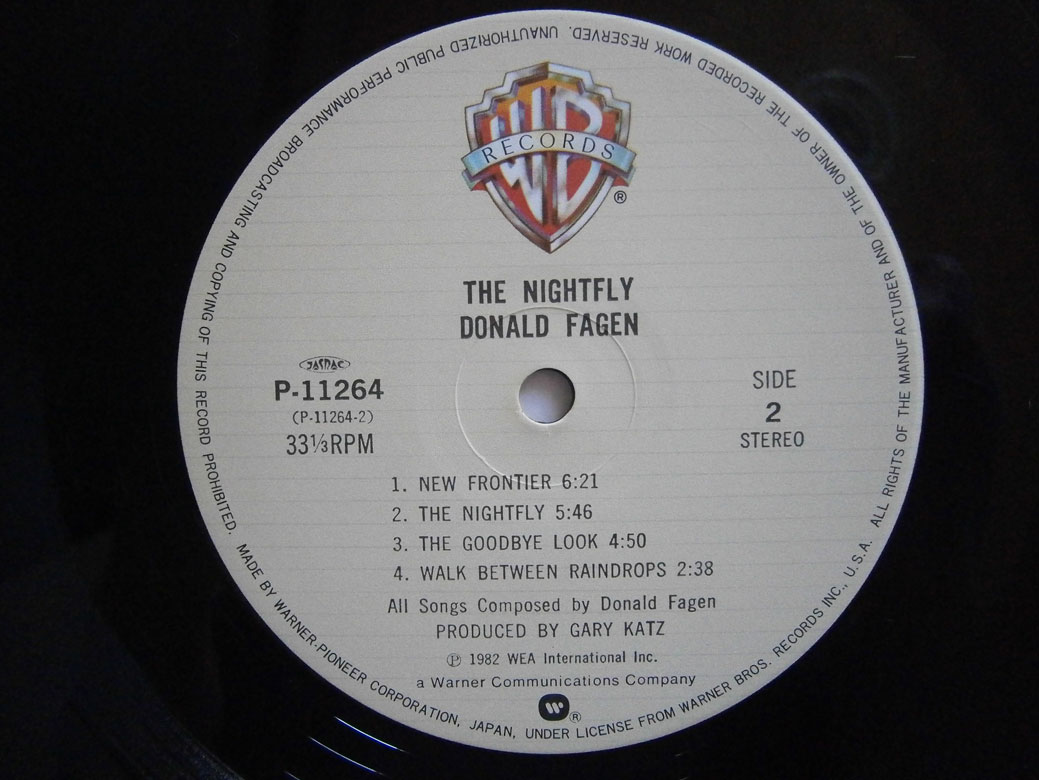 WB
RECORDS
®
THE NIGHTFLY
DONALD FAGEN
JASRAC
P-11264
(P-11264-2)
33⅓RPM
SIDE
2
STEREO
1. NEW FRONTIER 6:21
2. THE NIGHTFLY 5:46
3. THE GOODBYE LOOK 4:50
4. WALK BETWEEN RAINDROPS 2:38
All Songs Composed by Donald Fagen
PRODUCED BY GARY KATZ
Ⓟ 1982 WEA International Inc.
a Warner Communications Company
®
MADE BY WARNER-PIONEER CORPORATION, JAPAN, UNDER LICENSE FROM WARNER BROS. RECORDS INC., U.S.A. ALL RIGHTS OF THE MANUFACTURER AND OF THE OWNER OF THE RECORDED WORK RESERVED. UNAUTHORIZED PUBLIC PERFORMANCE BROADCASTING AND COPYING OF THIS RECORD PROHIBITED.